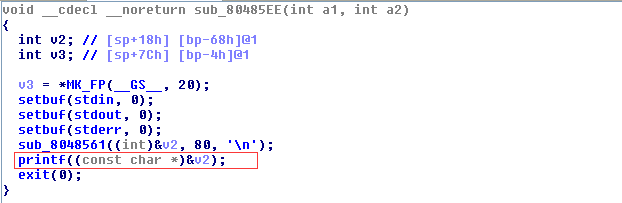 void __cdecl __noreturn sub_80485EE(int a1, int a2)
{
int v2; // [sp+18h] [bp-68h]@1
int v3; // [sp+7Ch] [bp-4h]@1
v3 = *MK_FP(__GS__, 20);
setbuf(stdin, 0);
setbuf(stdout, 0);
setbuf(stderr, 0);
sub_8048561((int)&v2, 80, '\n');
printf((const char *)&v2);
exit(0);
}